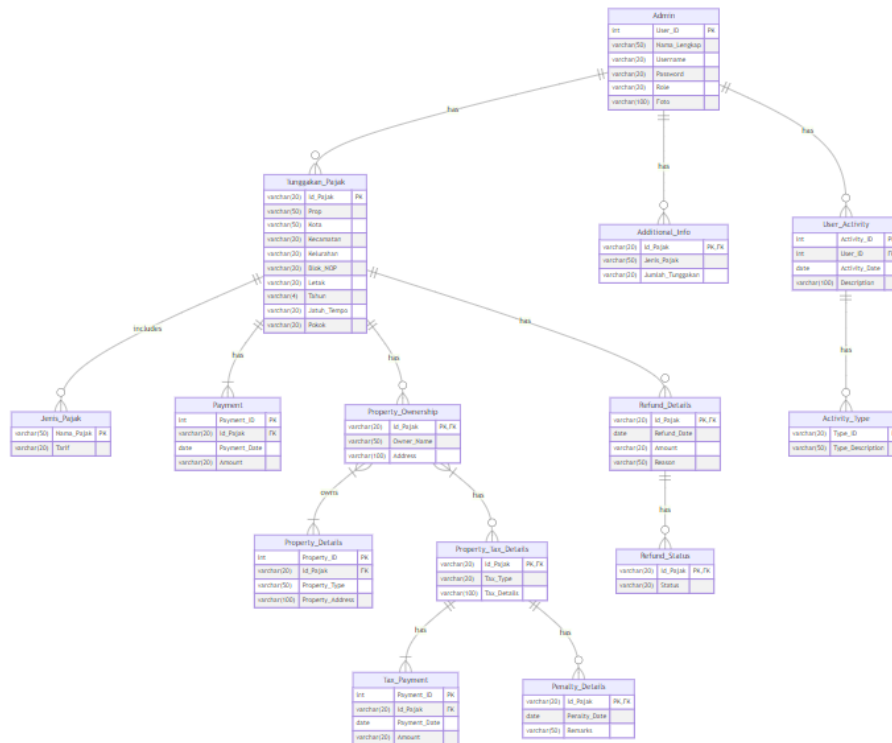 Admin
int User_ID PK
varchar(50) Nama_Lengkap
varchar(20) Username
varchar(20) Password
varchar(20) Role
varchar(100) Foto
has
has
has
Tunggakan_Pajak
varchar(20) Id_Pajak PK
varchar(50) Prop
varchar(50) Kota
varchar(20) Kecamatan
varchar(20) Kelurahan
varchar(20) Blok_NOP
varchar(20) Letak
varchar(4) Tahun
varchar(20) Jatuh_Tempo
varchar(20) Pokok
Additional_Info
varchar(20) Id_Pajak PK,FK
varchar(50) Jenis_Pajak
varchar(20) Jumlah_Tunggakan
User_Activity
int Activity_ID
int User_ID
date Activity_Date
varchar(100) Description
includes
has
has
has
has
Jenis_Pajak
varchar(50) Nama_Pajak PK
varchar(20) Tarif
Payment
int Payment_ID PK
varchar(20) Id_Pajak FK
date Payment_Date
varchar(20) Amount
Property_Ownership
varchar(20) Id_Pajak PK,FK
varchar(50) Owner_Name
varchar(100) Address
Refund_Details
varchar(20) Id_Pajak PK,FK
date Refund_Date
varchar(20) Amount
varchar(50) Reason
Activity_Type
varchar(20) Type_ID
varchar(50) Type_Description
owns
has
has
Property_Details
int Property_ID PK
varchar(20) Id_Pajak FK
varchar(50) Property_Type
varchar(100) Property_Address
Property_Tax_Details
varchar(20) Id_Pajak PK,FK
varchar(20) Tax_Type
varchar(100) Tax_Details
Refund_Status
varchar(20) Id_Pajak PK,FK
varchar(20) Status
has
has
Tax_Payment
int Payment_ID PK
varchar(20) Id_Pajak FK
date Payment_Date
varchar(20) Amount
Penalty_Details
varchar(20) Id_Pajak PK,FK
date Penalty_Date
varchar(50) Remarks